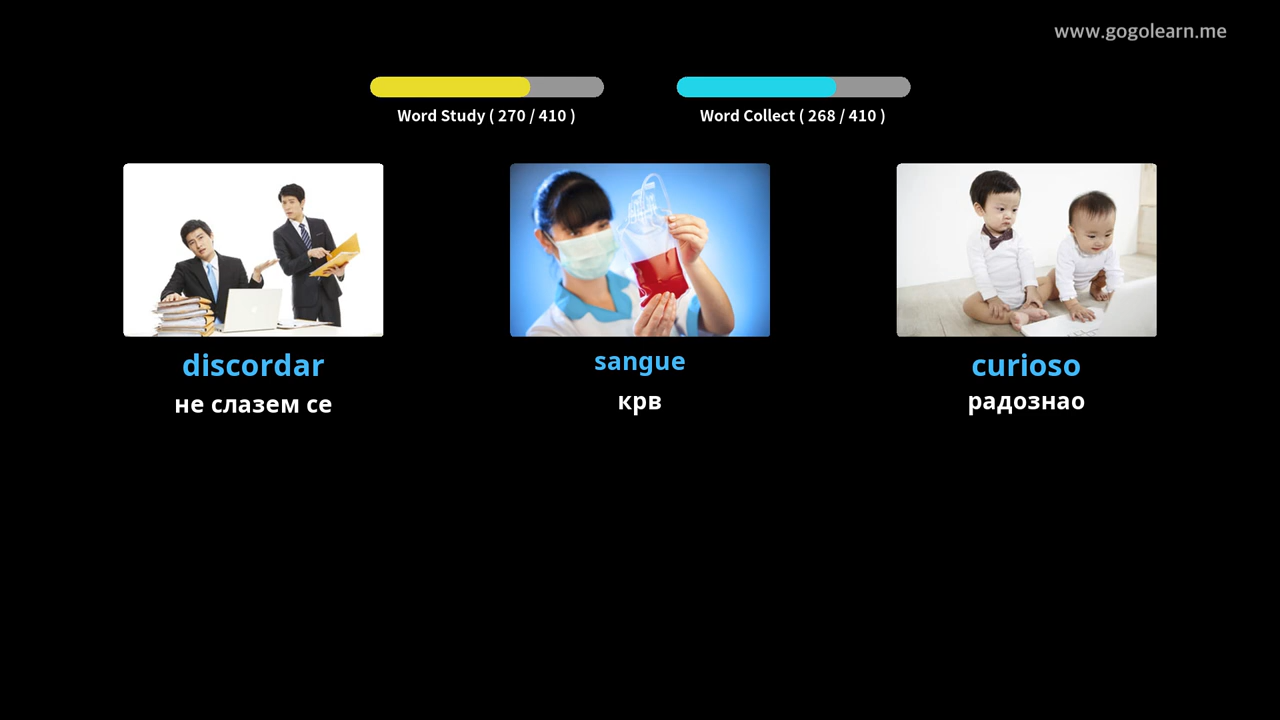 www.gogolearn.me
Word Study ( 270 / 410 )
Word Collect ( 268 / 410 )
discordar
не слазем се
sangue
крв
curioso
радознао